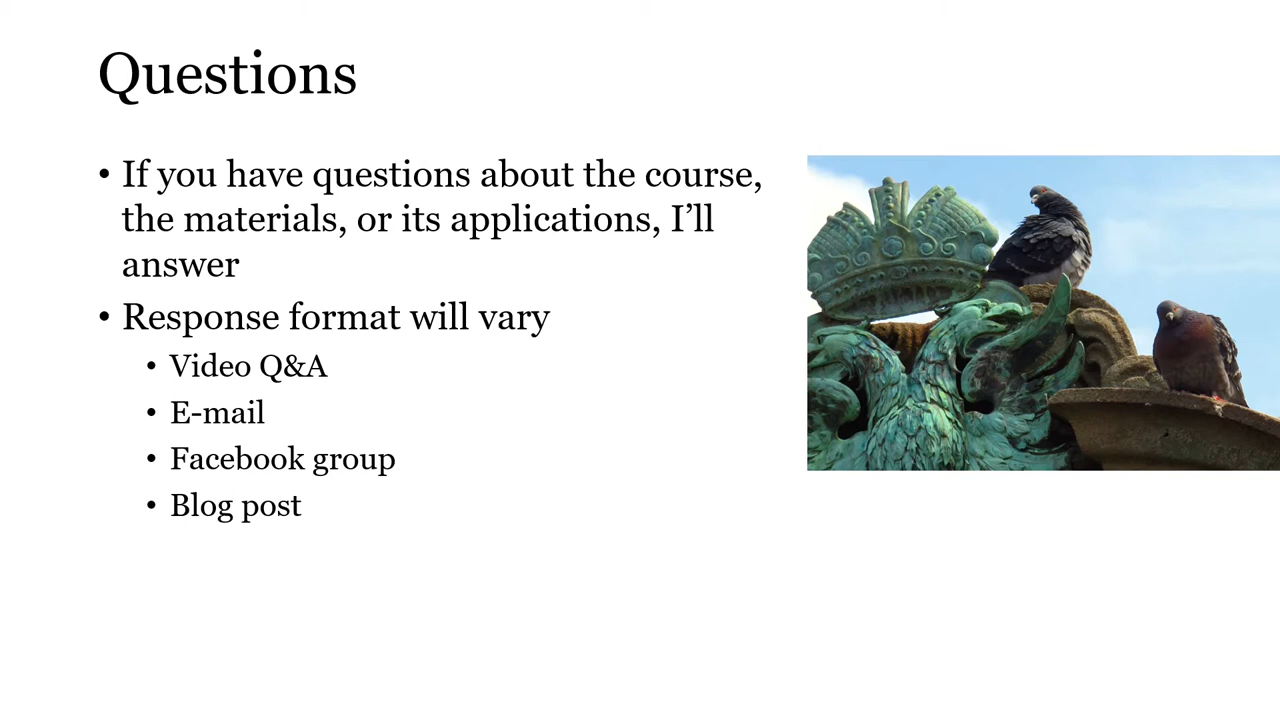 Questions
• If you have questions about the course,
the materials, or its applications, I’ll
answer
• Response format will vary
• Video Q&A
• E-mail
• Facebook group
• Blog post